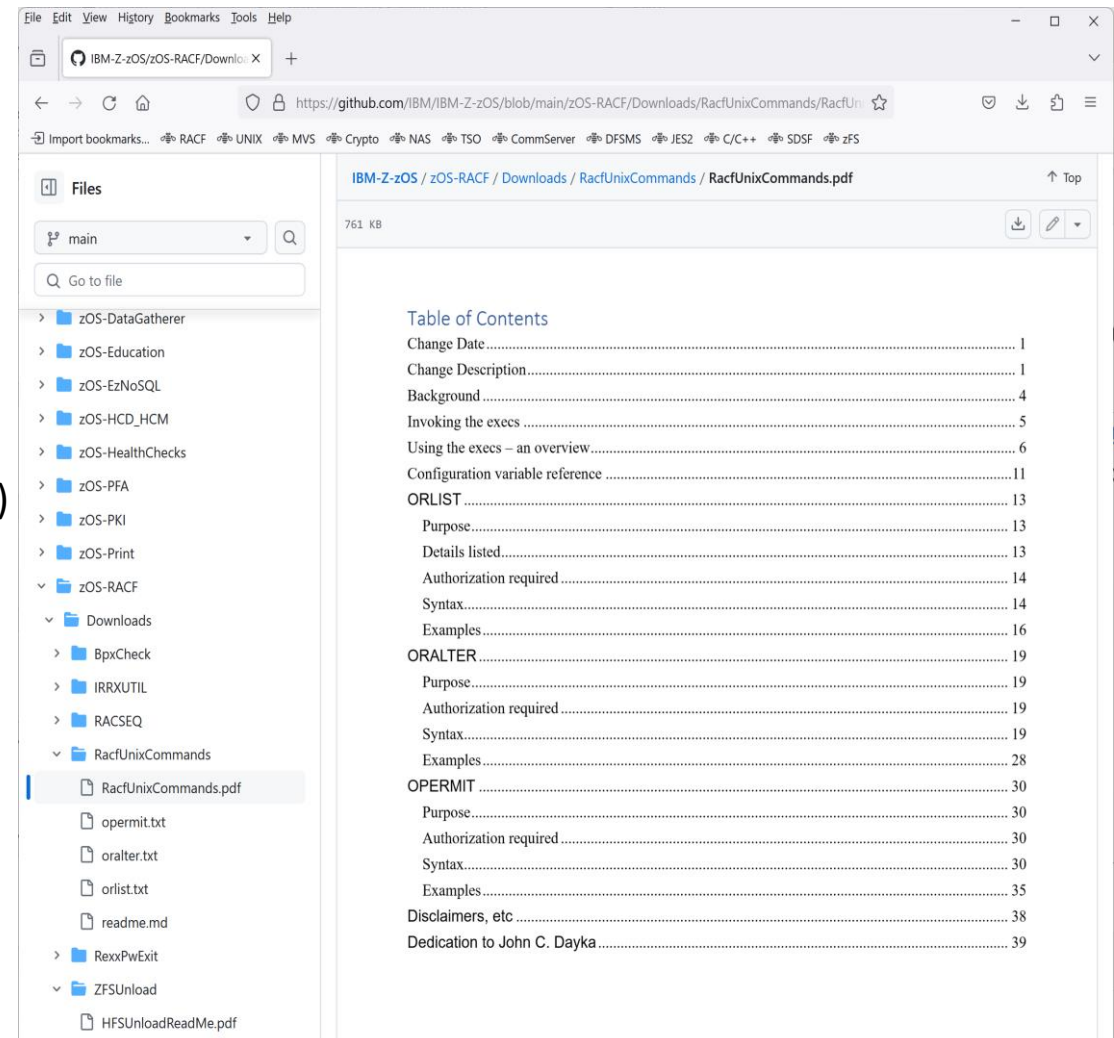 File Edit View History Bookmarks Tools Help
IBM-Z-zOS/zOS-RACF/Downloa
https://github.com/IBM/IBM-Z-zOS/blob/main/zOS-RACF/Downloads/RacfUnixCommands/RacfUn
Import bookmarks... RACF UNIX MVS Crypto NAS TSO CommServer DFSMS JES2 C/C++ SDSF zFS
Files
main
Go to file
zOS-DataGatherer
zOS-Education
zOS-EzNoSQL
zOS-HCD_HCM
zOS-HealthChecks
zOS-PFA
zOS-PKI
zOS-Print
zOS-RACF
Downloads
BpxCheck
IRRXUTIL
RACSEQ
RacfUnixCommands
RacfUnixCommands.pdf
opermit.txt
oralter.txt
orlist.txt
readme.md
RexxPwExit
ZFSUnload
HFSUnloadReadMe.pdf
)
IBM-Z-zOS / zOS-RACF / Downloads / RacfUnixCommands / RacfUnixCommands.pdf
Top
761 KB
Table of Contents
Change Date 1
Change Description 1
Background 4
Invoking the execs 5
Using the execs – an overview 6
Configuration variable reference 11
ORLIST 13
Purpose 13
Details listed 13
Authorization required 14
Syntax 14
Examples 16
ORALTER 19
Purpose 19
Authorization required 19
Syntax 19
Examples 28
OPERMIT 30
Purpose 30
Authorization required 30
Syntax 30
Examples 35
Disclaimers, etc 38
Dedication to John C. Dayka 39